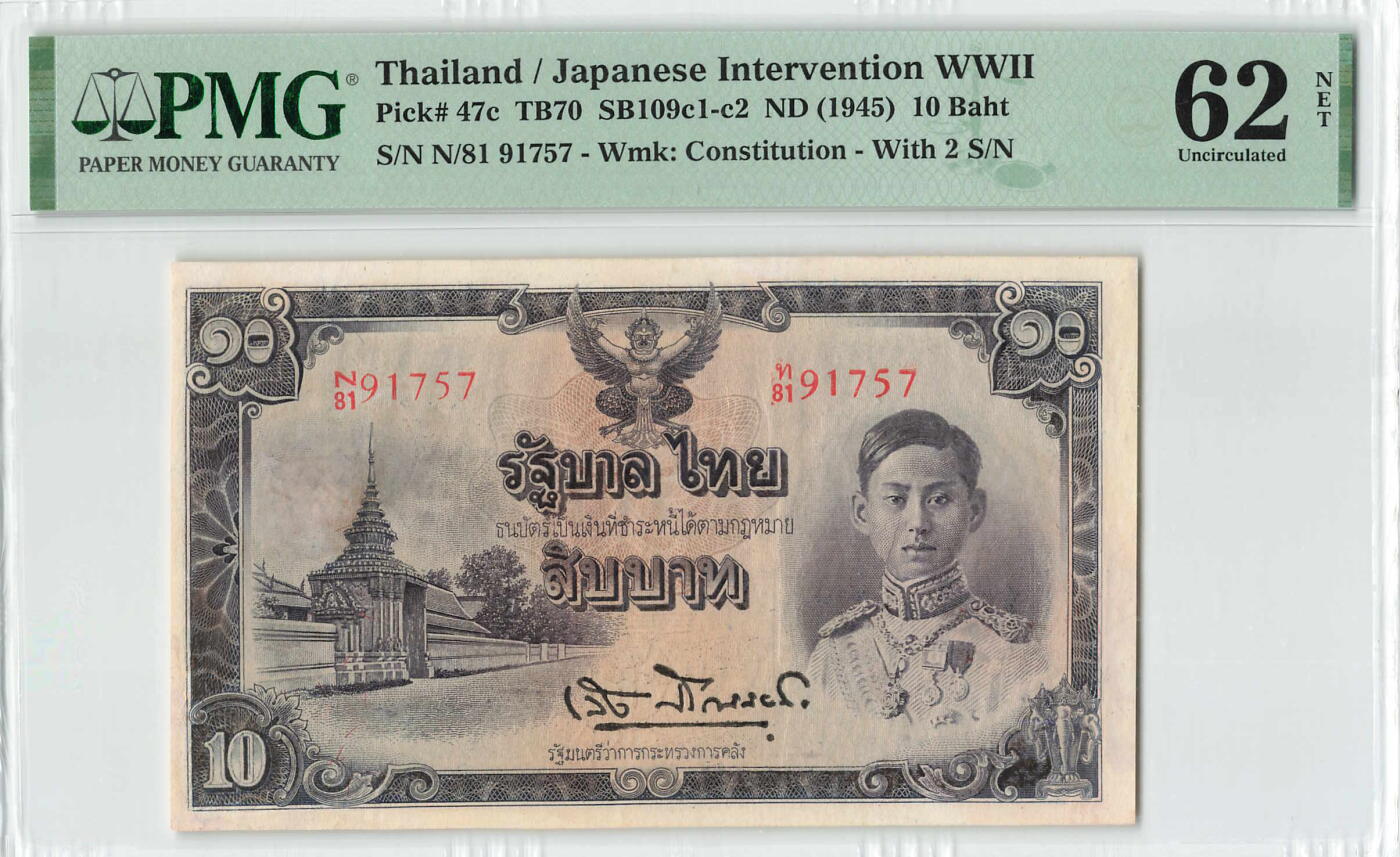 PMG®
PAPER MONEY GUARANTY
Thailand / Japanese Intervention WWII
Pick# 47c TB70 SB109c1-c2 ND (1945) 10 Baht
S/N N/81 91757 - Wmk: Constitution - With 2 S/N
62
Uncirculated
NET
๑๐
๑๐
N/81 91757
ท/81 91757
รัฐบาลไทย
ธนบัตร์เป็นเงินที่ชำระหนี้ได้ตามกฎหมาย
สิบบาท
รัฐมนตรีว่าการกระทรวงการคลัง
10